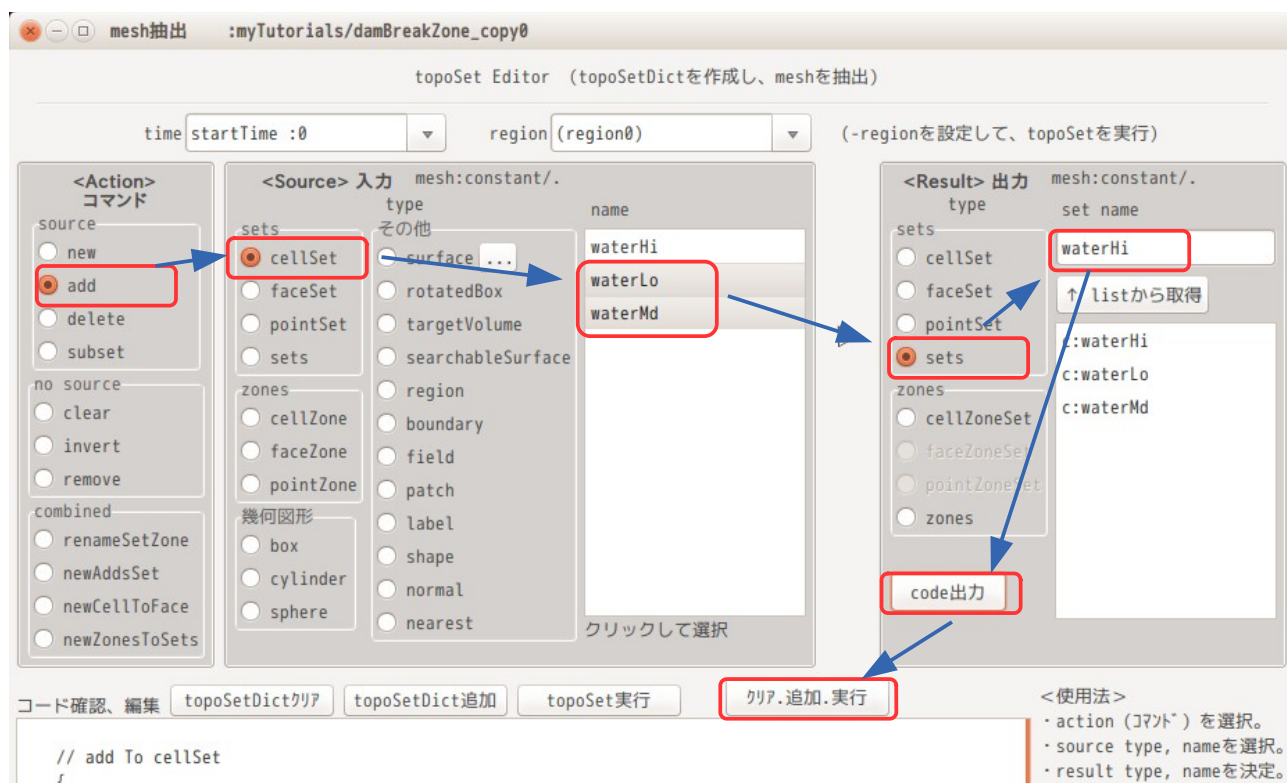 mesh抽出 :myTutorials/damBreakZone_copy0
topoSet Editor (topoSetDictを作成し、meshを抽出)
time startTime :0 region (region0) (-regionを設定して、topoSetを実行)
<Action>
コマンド
source
new
add
delete
subset
no source
clear
invert
remove
combined
renameSetZone
newAddsSet
newCellToFace
newZonesToSets
<Source> 入力 mesh:constant/.
type
sets
cellSet
faceSet
pointSet
sets
zones
cellZone
faceZone
pointZone
幾何図形
box
cylinder
sphere
その他
surface ...
rotatedBox
targetVolume
searchableSurface
region
boundary
field
patch
label
shape
normal
nearest
name
waterHi
waterLo
waterMd
クリックして選択
<Result> 出力 mesh:constant/.
type
sets
cellSet
faceSet
pointSet
sets
zones
cellZoneSet
faceZoneSet
pointZoneSet
zones
code出力
set name
waterHi
↑ listから取得
c:waterHi
c:waterLo
c:waterMd
コード確認、編集 topoSetDictｸﾘｱ topoSetDict追加 topoSet実行 ｸﾘｱ.追加.実行
// add To cellSet
{
<使用法>
・action (ｺﾏﾝﾄﾞ) を選択。
・source type, nameを選択。
・result type, nameを決定。